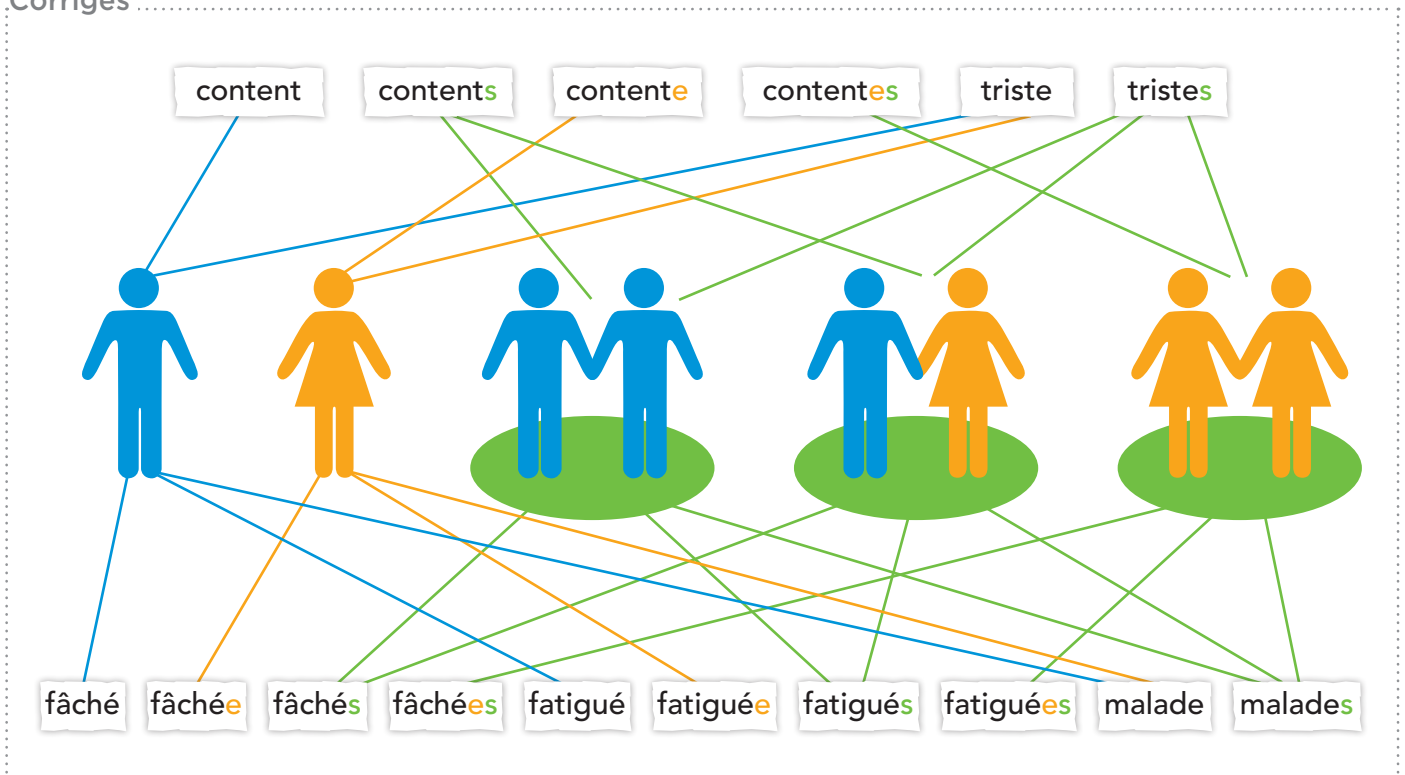 Corrigés
content contents contente contentes triste tristes
fâché fâchée fâchés fâchées fatigué fatiguée fatigués fatiguées malade malades